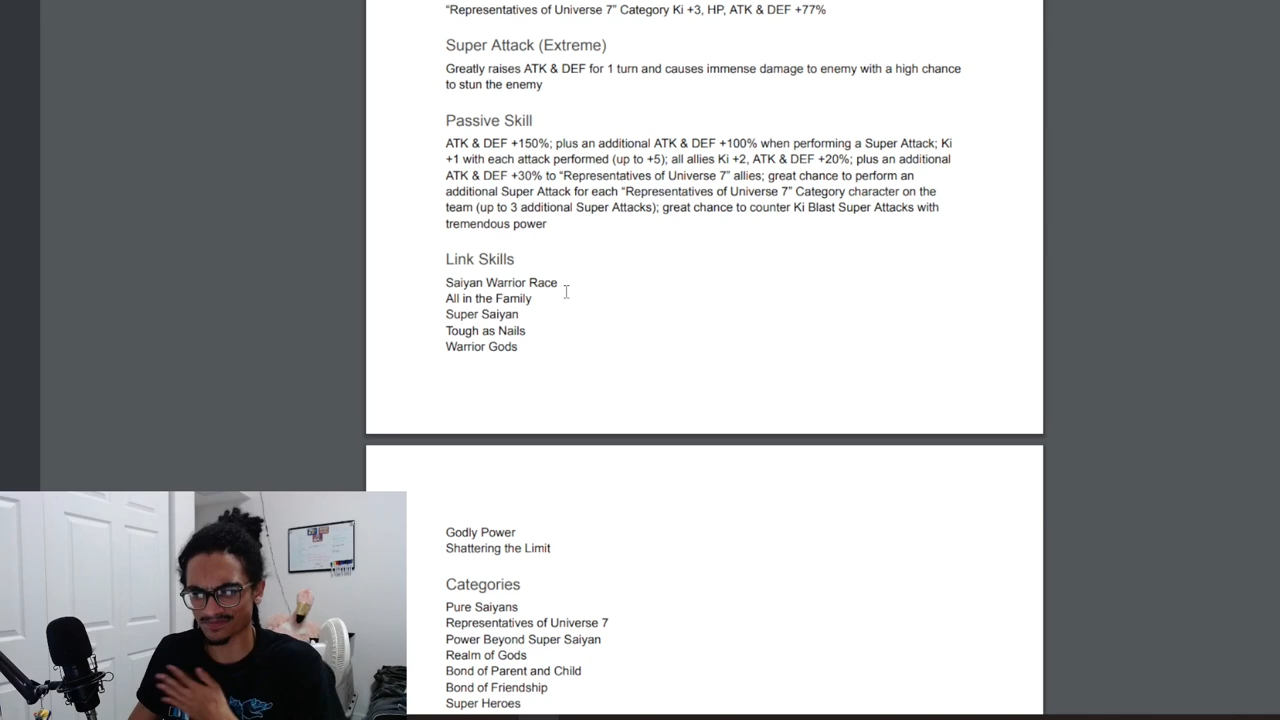 “Representatives of Universe 7” Category Ki +3, HP, ATK & DEF +77%
Super Attack (Extreme)
Greatly raises ATK & DEF for 1 turn and causes immense damage to enemy with a high chance
to stun the enemy
Passive Skill
ATK & DEF +150%; plus an additional ATK & DEF +100% when performing a Super Attack; Ki
+1 with each attack performed (up to +5); all allies Ki +2, ATK & DEF +20%; plus an additional
ATK & DEF +30% to “Representatives of Universe 7” allies; great chance to perform an
additional Super Attack for each “Representatives of Universe 7” Category character on the
team (up to 3 additional Super Attacks); great chance to counter Ki Blast Super Attacks with
tremendous power
Link Skills
Saiyan Warrior Race
All in the Family
Super Saiyan
Tough as Nails
Warrior Gods
Godly Power
Shattering the Limit
Categories
Pure Saiyans
Representatives of Universe 7
Power Beyond Super Saiyan
Realm of Gods
Bond of Parent and Child
Bond of Friendship
Super Heroes